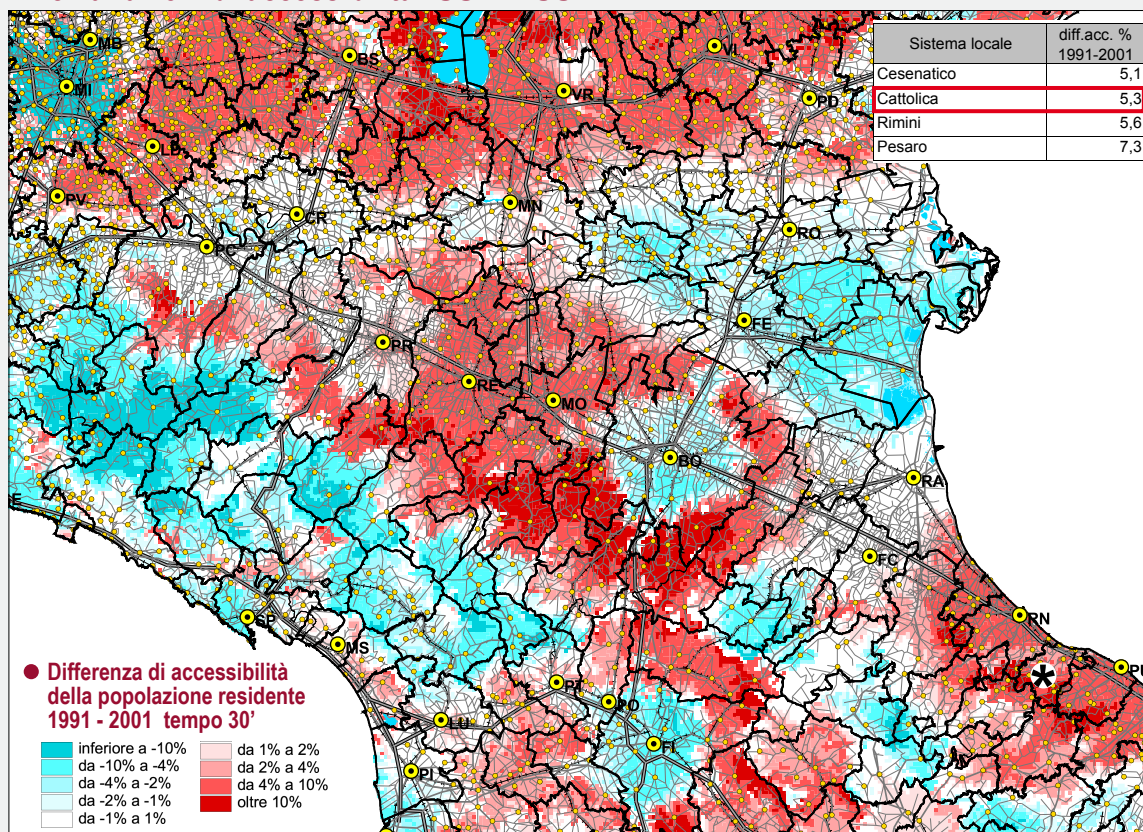 Sistema locale
diff.acc. %
1991-2001
Cesenatico 5,1
Cattolica 5,3
Rimini 5,6
Pesaro 7,3
MB
BS
VI
MI
VR
PD
LO
PV
MN
CR
RO
PC
FE
PR
RE
MO
BO
RA
FC
SP
RN
MS
*
PT
PO
LU
FI
PI
● Differenza di accessibilità
della popolazione residente
1991 - 2001 tempo 30’
inferiore a -10%
da -10% a -4%
da -4% a -2%
da -2% a -1%
da -1% a 1%
da 1% a 2%
da 2% a 4%
da 4% a 10%
oltre 10%